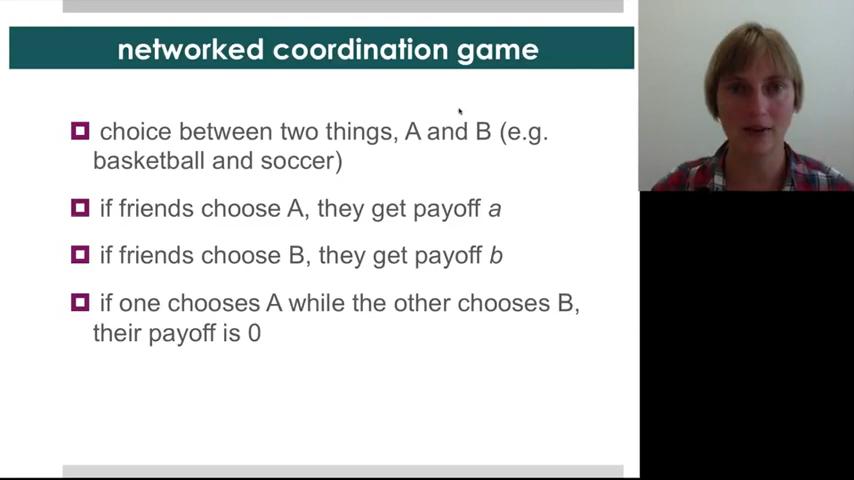 networked coordination game
choice between two things, A and B (e.g.
basketball and soccer)
if friends choose A, they get payoff a
if friends choose B, they get payoff b
if one chooses A while the other chooses B,
their payoff is 0